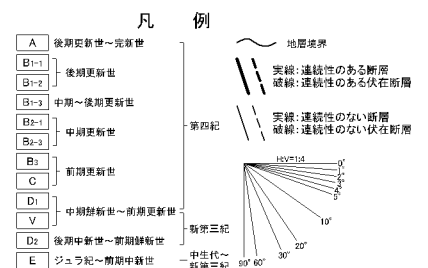 凡 例
A 後期更新世～完新世
B1-1
B1-2
後期更新世
B1-3 中期～後期更新世
B2-1
B2-3
中期更新世
B3
C
前期更新世
D1
V
中期鮮新世～前期更新世
D2 後期中新世～前期鮮新世
E ジュラ紀～前期中新世
第四紀
新第三紀
中生代～
新第三紀
地層境界
実線:連続性のある断層
破線:連続性のある伏在断層
実線:連続性のない断層
破線:連続性のない伏在断層
H:V=1:4
0°
1°
2°
3°
4°
5°
10°
20°
30°
60°
90°